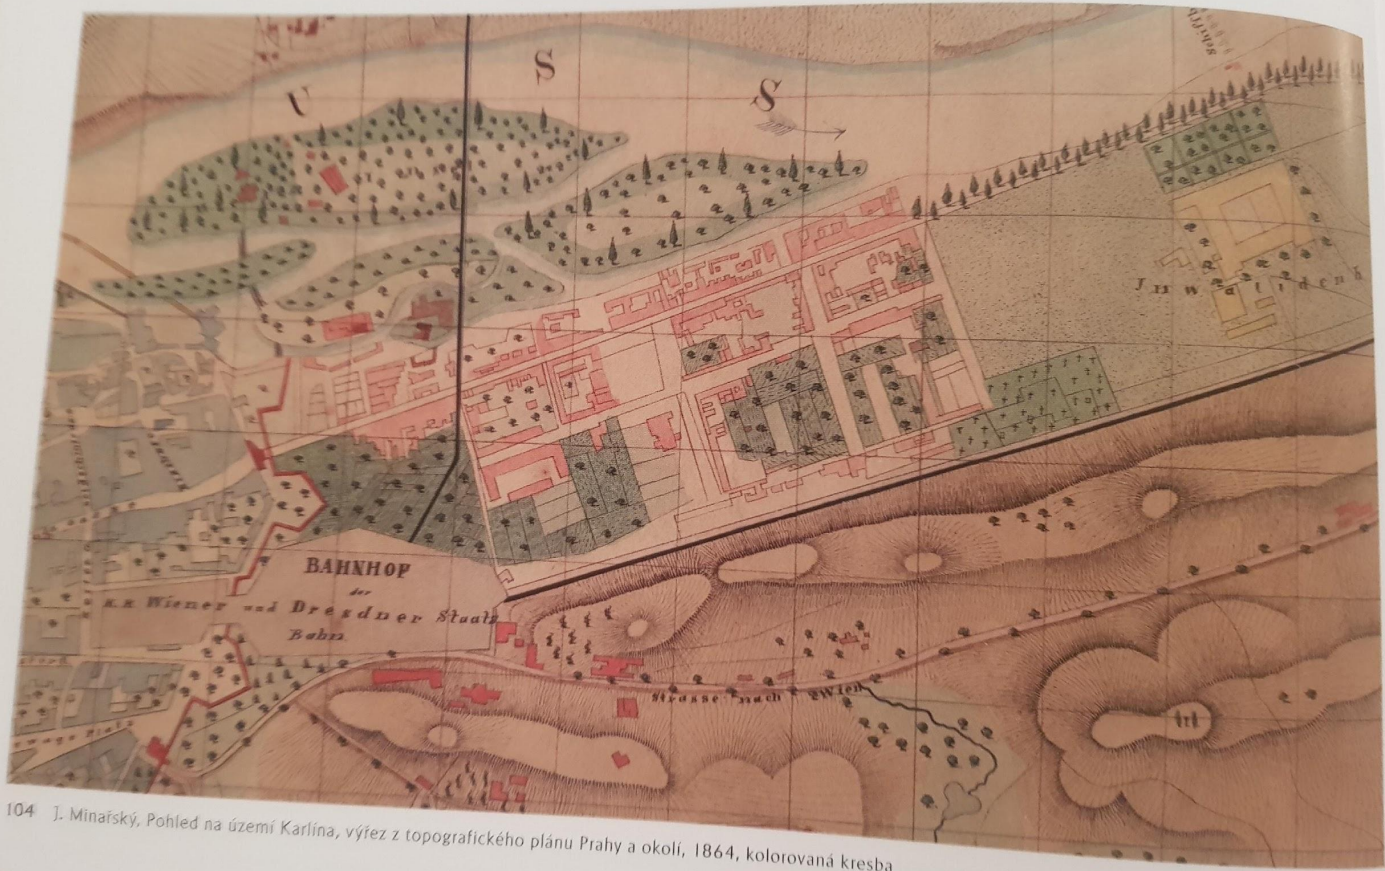 U S S
Inwalidenh
BAHNHOF
der
K.K. Wiener und Dresdner Staats
Bahn
Strasse nach Wien
104 J. Minařský, Pohled na území Karlína, výřez z topografického plánu Prahy a okolí, 1864, kolorovaná kresba